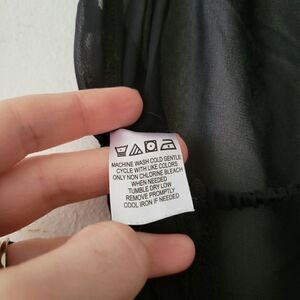 MACHINE WASH COLD GENTLE
CYCLE WITH LIKE COLORS
ONLY NON CHLORINE BLEACH
WHEN NEEDED
TUMBLE DRY LOW
REMOVE PROMPTLY
COOL IRON IF NEEDED